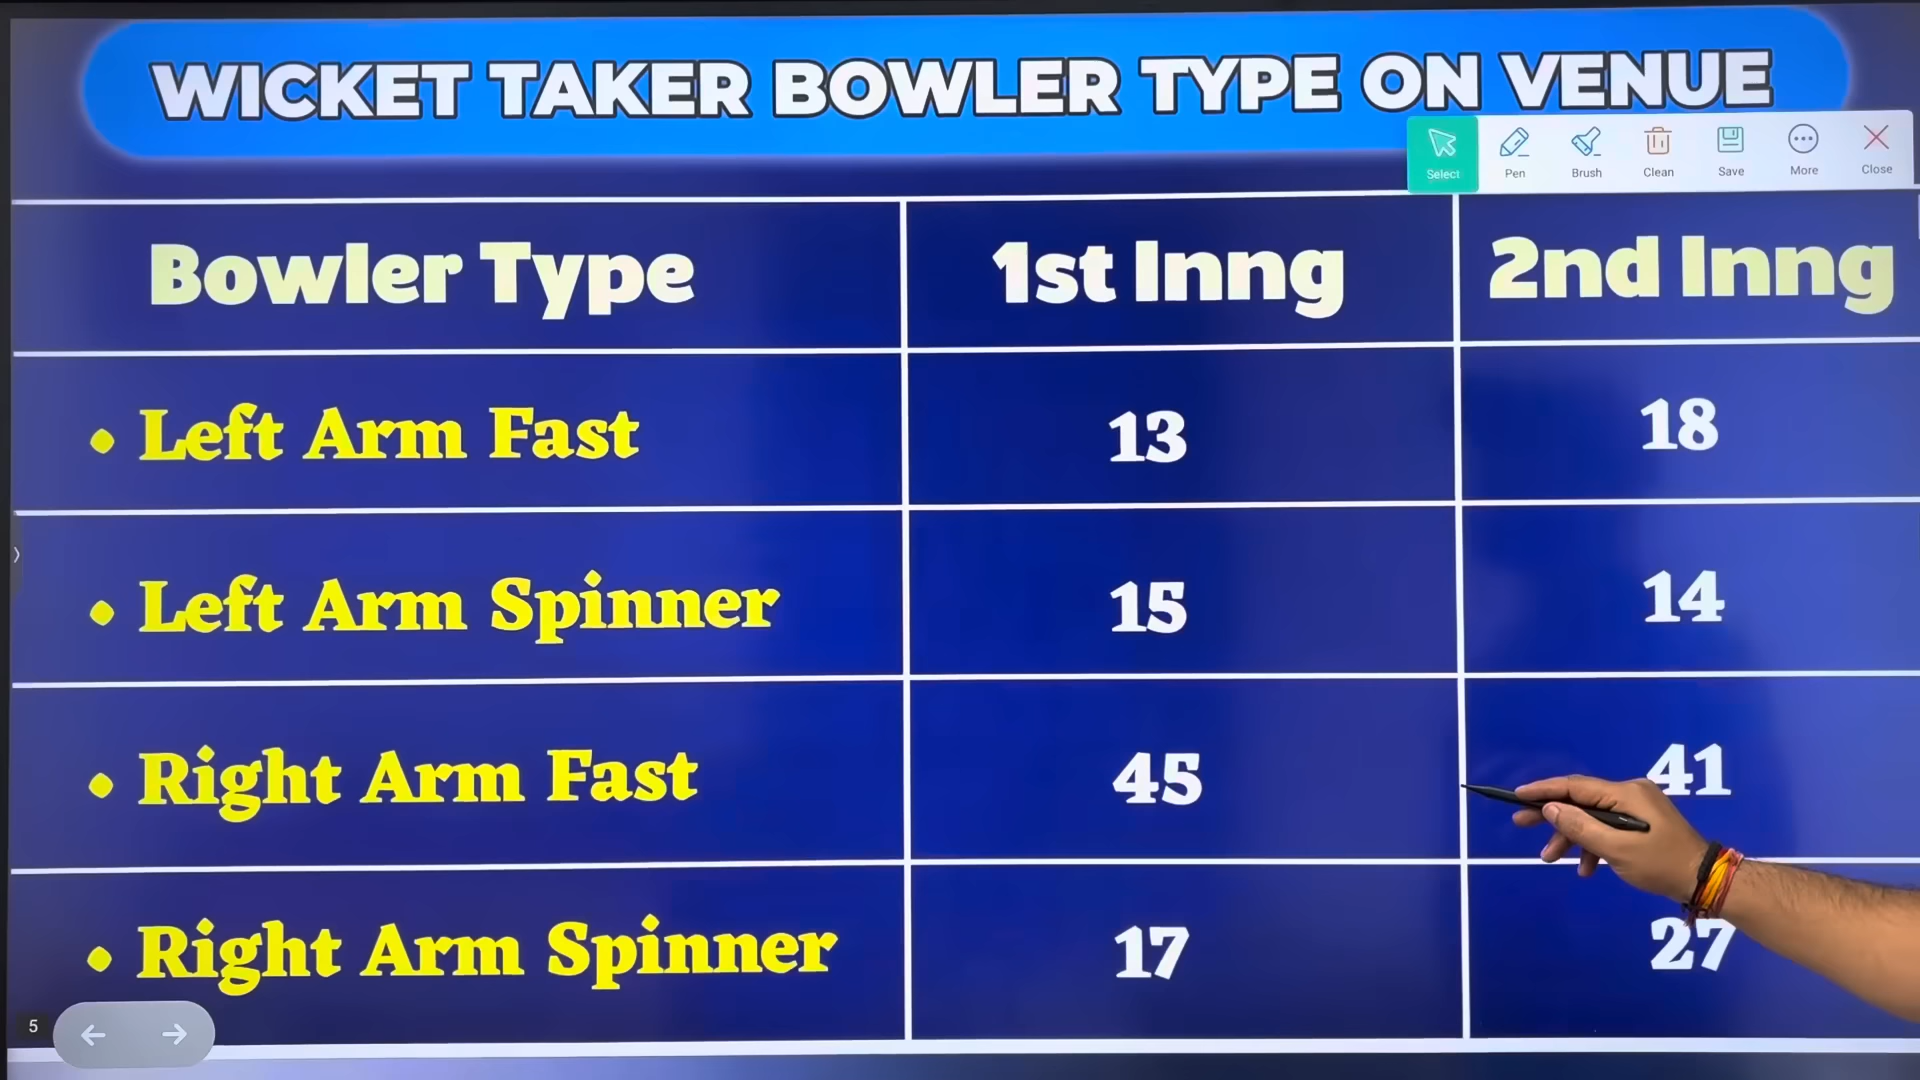 WICKET TAKER BOWLER TYPE ON VENUE
Select Pen Brush Clean Save More Close
Bowler Type 1st Inng 2nd Inng
• Left Arm Fast 13 18
• Left Arm Spinner 15 14
• Right Arm Fast 45 41
• Right Arm Spinner 17 27
5